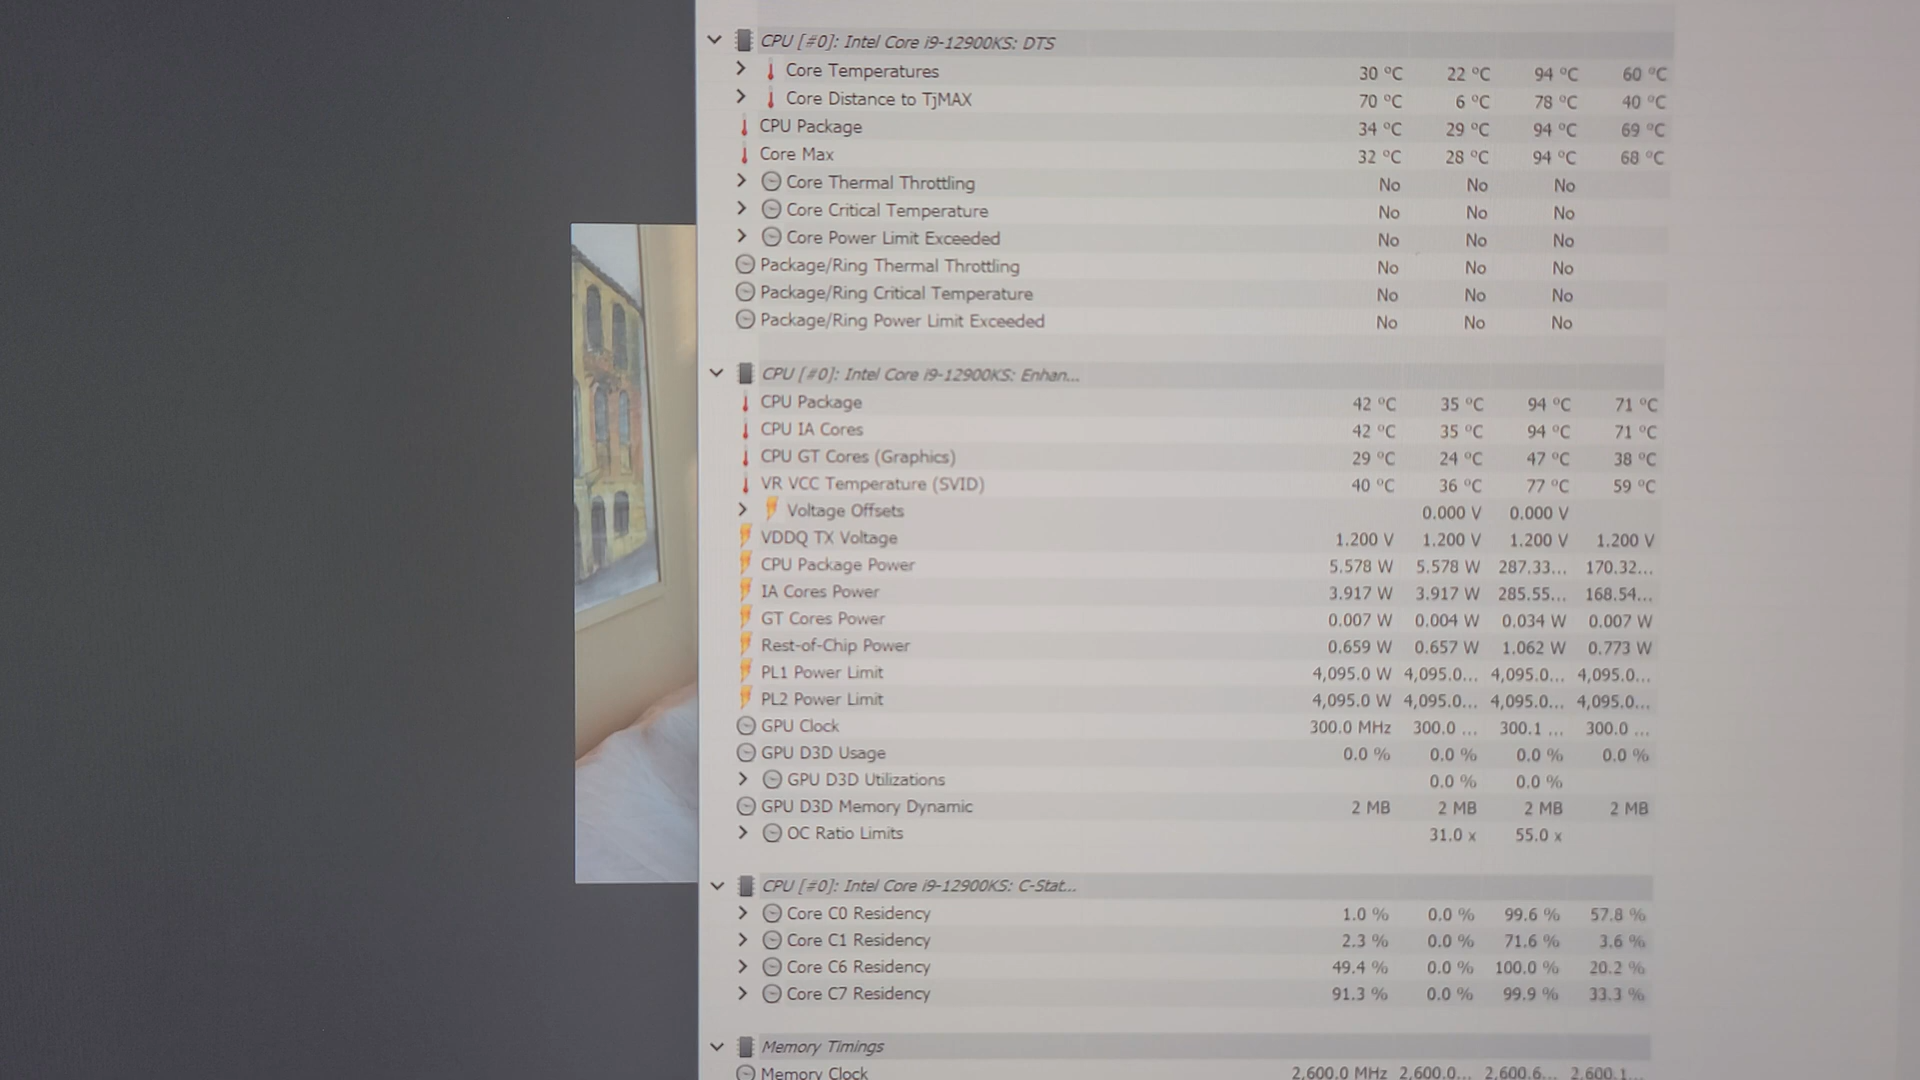 CPU [#0]: Intel Core i9-12900KS: DTS
Core Temperatures 30 °C 22 °C 94 °C 60 °C
Core Distance to TjMAX 70 °C 6 °C 78 °C 40 °C
CPU Package 34 °C 29 °C 94 °C 69 °C
Core Max 32 °C 28 °C 94 °C 68 °C
Core Thermal Throttling No No No
Core Critical Temperature No No No
Core Power Limit Exceeded No No No
Package/Ring Thermal Throttling No No No
Package/Ring Critical Temperature No No No
Package/Ring Power Limit Exceeded No No No
CPU [#0]: Intel Core i9-12900KS: Enhan...
CPU Package 42 °C 35 °C 94 °C 71 °C
CPU IA Cores 42 °C 35 °C 94 °C 71 °C
CPU GT Cores (Graphics) 29 °C 24 °C 47 °C 38 °C
VR VCC Temperature (SVID) 40 °C 36 °C 77 °C 59 °C
Voltage Offsets 0.000 V 0.000 V
VDDQ TX Voltage 1.200 V 1.200 V 1.200 V 1.200 V
CPU Package Power 5.578 W 5.578 W 287.33... 170.32...
IA Cores Power 3.917 W 3.917 W 285.55... 168.54...
GT Cores Power 0.007 W 0.004 W 0.034 W 0.007 W
Rest-of-Chip Power 0.659 W 0.657 W 1.062 W 0.773 W
PL1 Power Limit 4,095.0 W 4,095.0... 4,095.0... 4,095.0...
PL2 Power Limit 4,095.0 W 4,095.0... 4,095.0... 4,095.0...
GPU Clock 300.0 MHz 300.0 ... 300.1 ... 300.0 ...
GPU D3D Usage 0.0 % 0.0 % 0.0 % 0.0 %
GPU D3D Utilizations 0.0 % 0.0 %
GPU D3D Memory Dynamic 2 MB 2 MB 2 MB 2 MB
OC Ratio Limits 31.0 x 55.0 x
CPU [#0]: Intel Core i9-12900KS: C-Stat...
Core C0 Residency 1.0 % 0.0 % 99.6 % 57.8 %
Core C1 Residency 2.3 % 0.0 % 71.6 % 3.6 %
Core C6 Residency 49.4 % 0.0 % 100.0 % 20.2 %
Core C7 Residency 91.3 % 0.0 % 99.9 % 33.3 %
Memory Timings
Memory Clock 2,600.0 MHz 2,600.0... 2,600.6... 2,600.1...